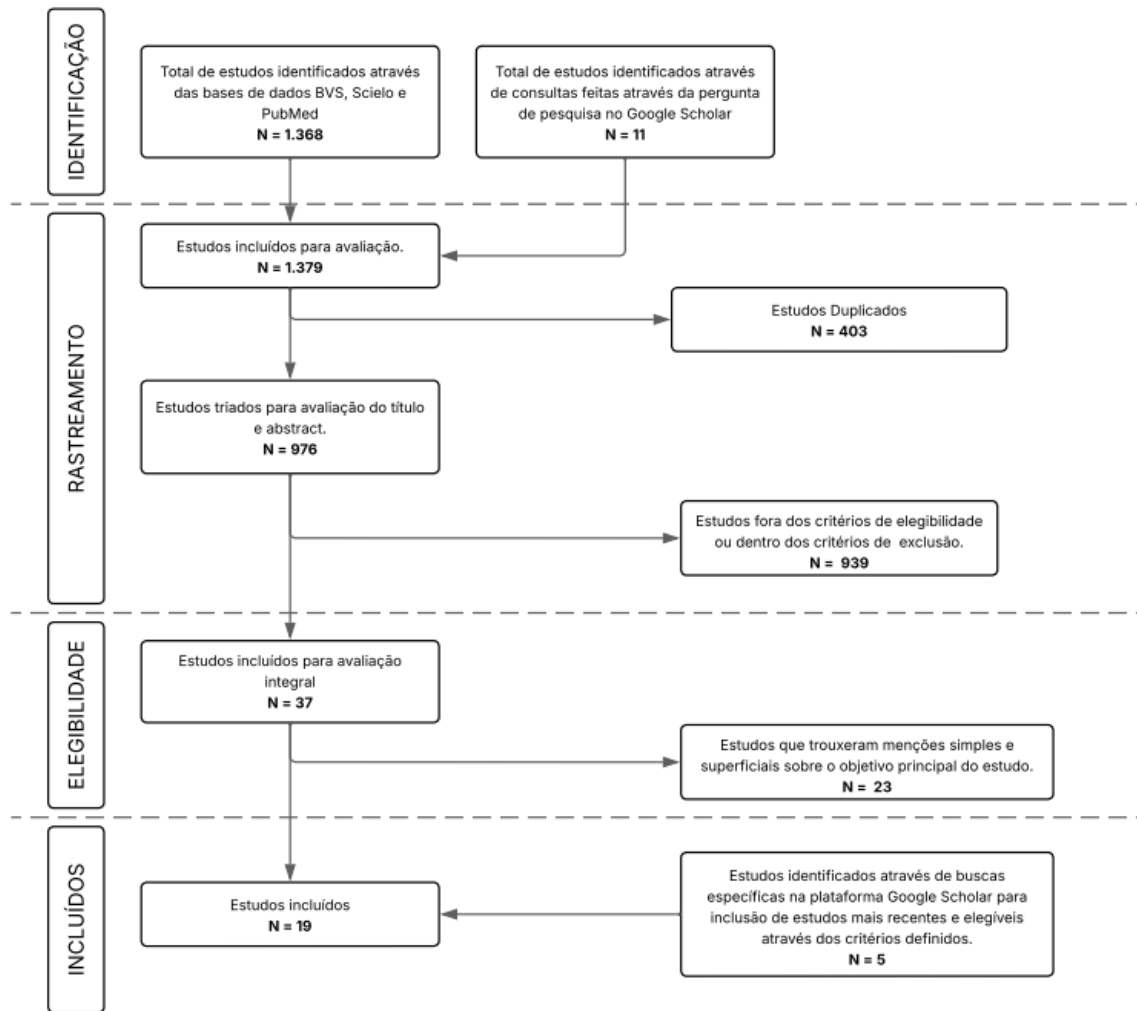 IDENTIFICAÇÃO
Total de estudos identificados através
das bases de dados BVS, Scielo e
PubMed
N = 1.368
Total de estudos identificados através
de consultas feitas através da pergunta
de pesquisa no Google Scholar
N = 11
RASTREAMENTO
Estudos incluídos para avaliação.
N = 1.379
Estudos Duplicados
N = 403
Estudos triados para avaliação do título
e abstract.
N = 976
Estudos fora dos critérios de elegibilidade
ou dentro dos critérios de exclusão.
N = 939
ELEGIBILIDADE
Estudos incluídos para avaliação
integral
N = 37
Estudos que trouxeram menções simples e
superficiais sobre o objetivo principal do estudo.
N = 23
INCLUÍDOS
Estudos incluídos
N = 19
Estudos identificados através de buscas
específicas na plataforma Google Scholar para
inclusão de estudos mais recentes e elegíveis
através dos critérios definidos.
N = 5